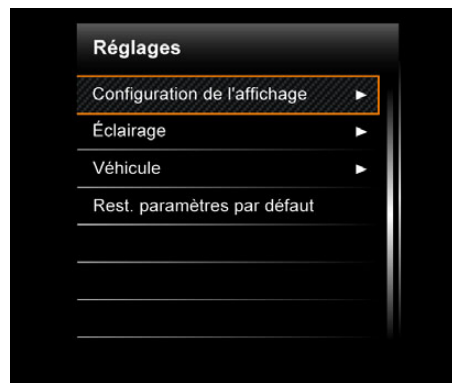 Réglages
Configuration de l'affichage
Éclairage
Véhicule
Rest. paramètres par défaut